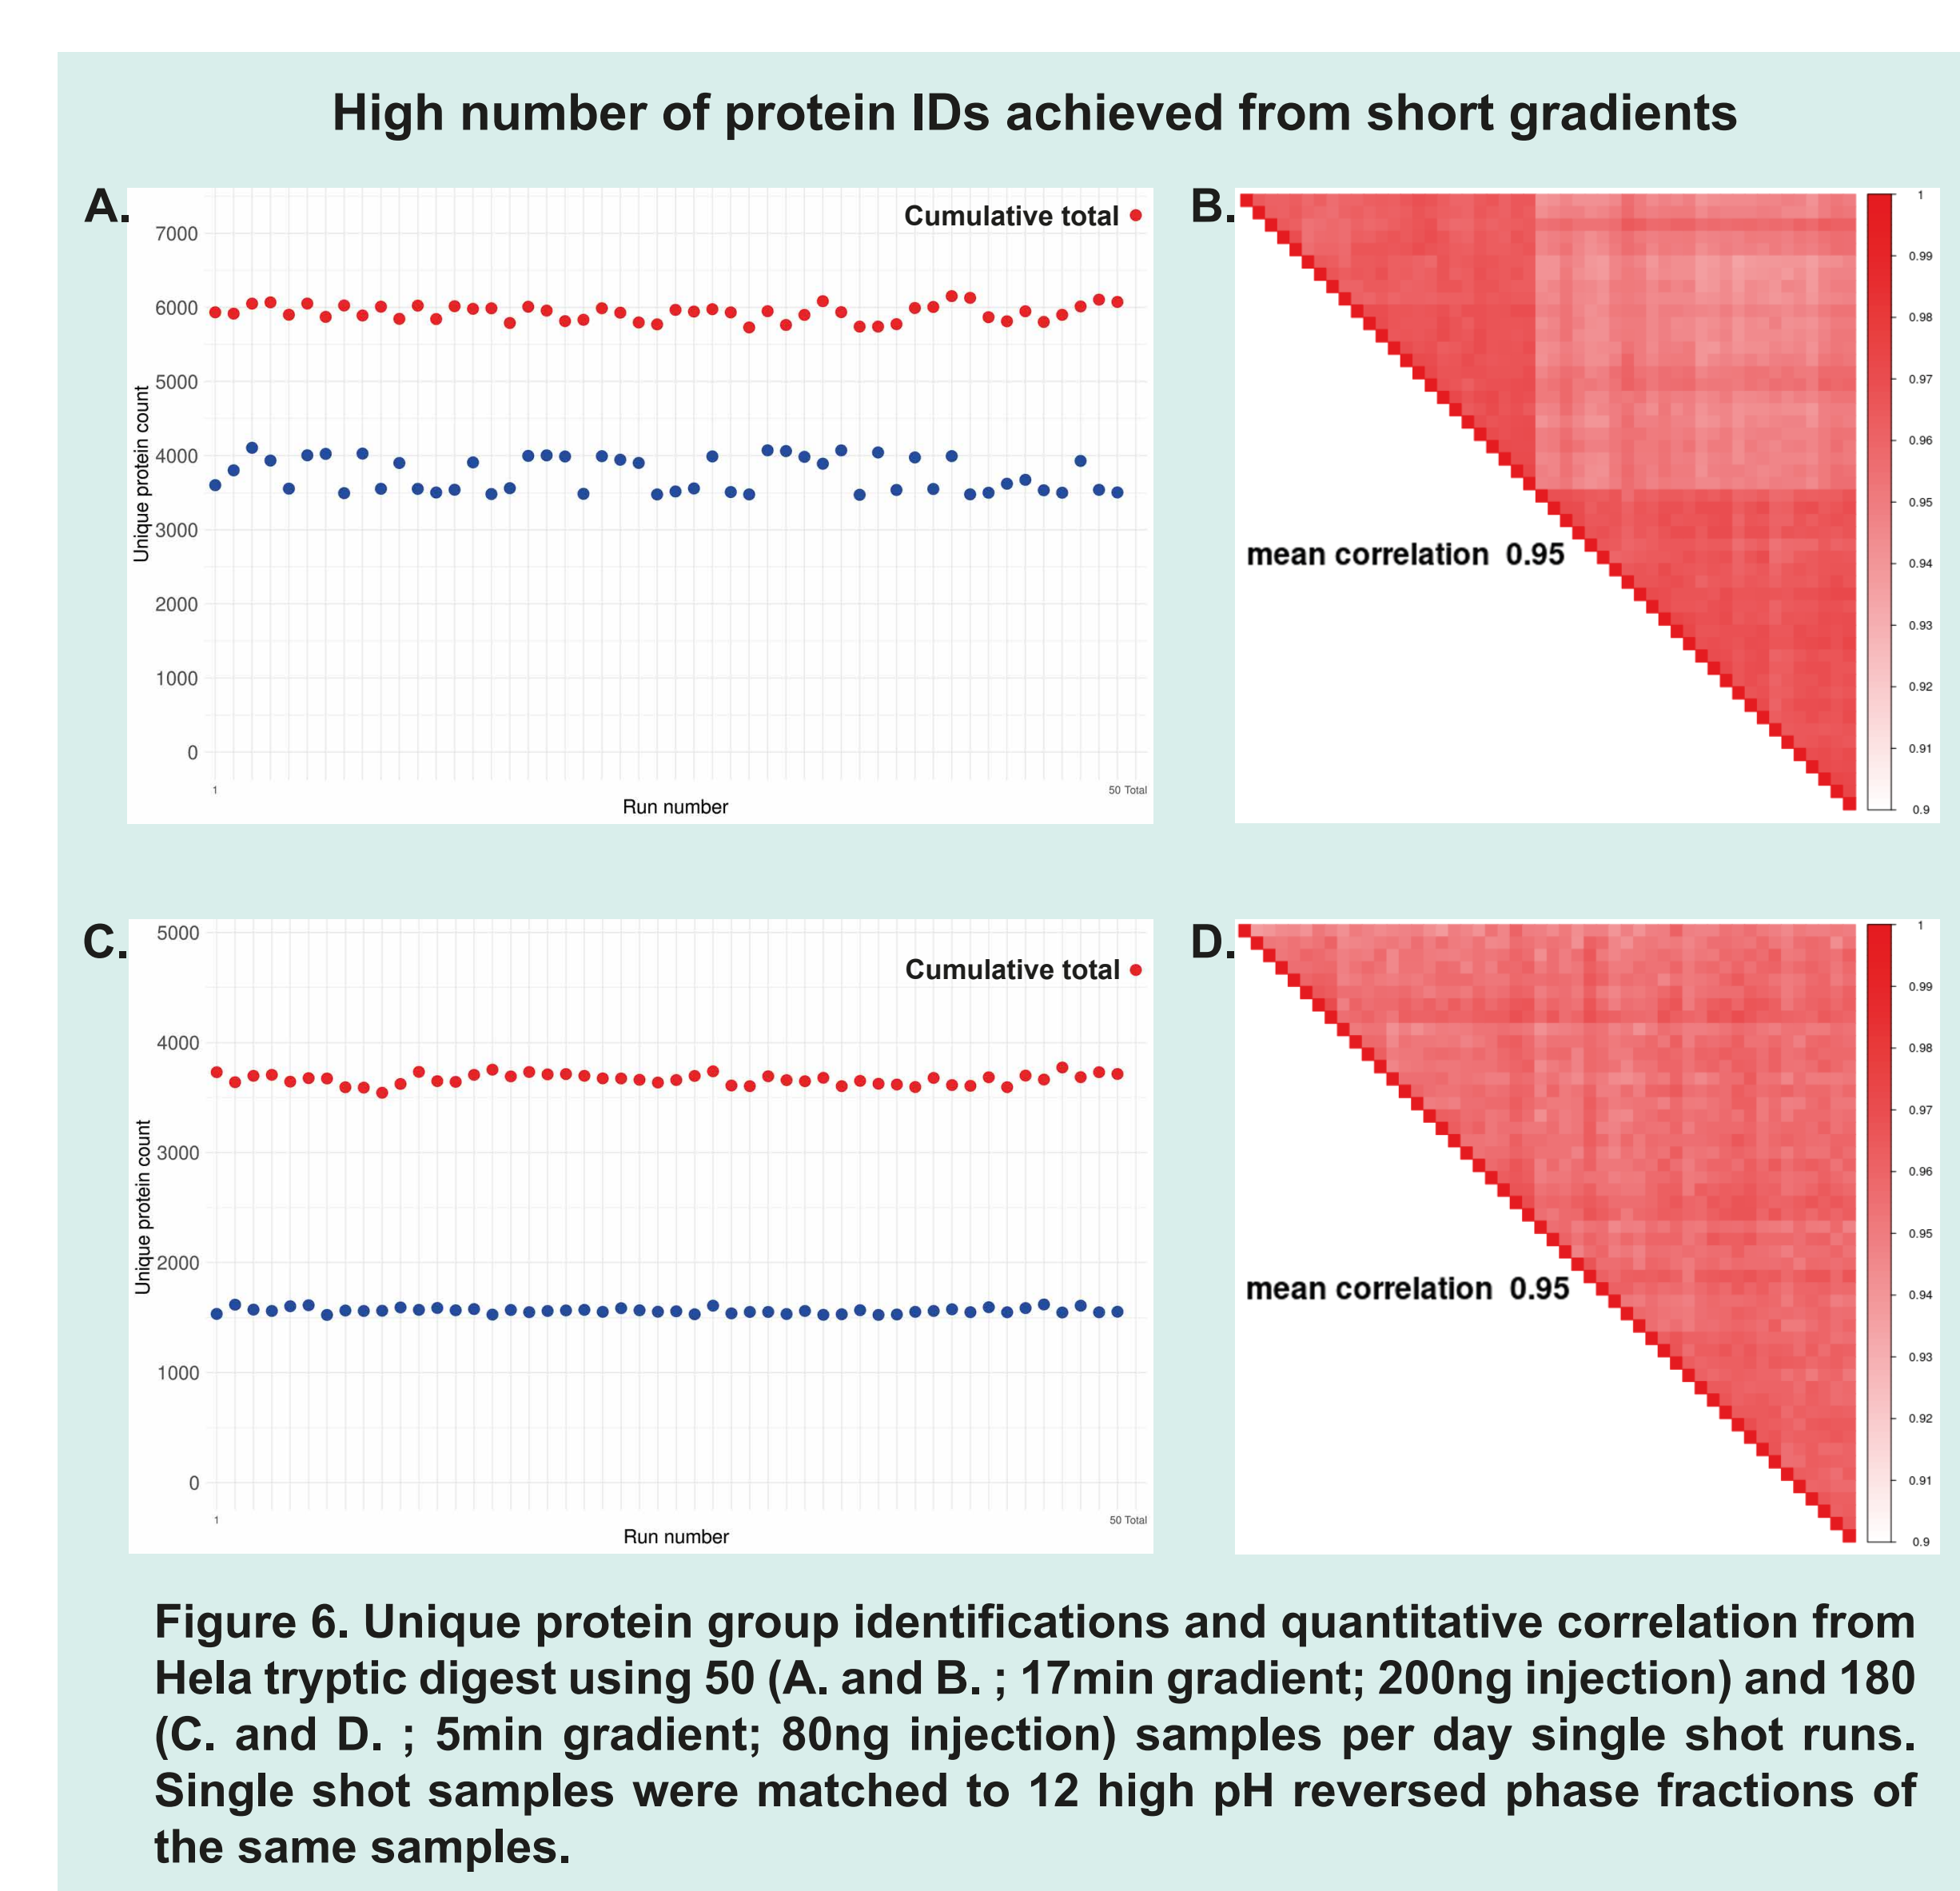 High number of protein IDs achieved from short gradients
A.
Cumulative total
7000
6000
5000
4000
3000
2000
1000
0
Unique protein count
1
50 Total
Run number
B.
mean correlation 0.95
1
0.99
0.98
0.97
0.96
0.95
0.94
0.93
0.92
0.91
0.9
C.
Cumulative total
5000
4000
3000
2000
1000
0
Unique protein count
1
50 Total
Run number
D.
mean correlation 0.95
1
0.99
0.98
0.97
0.96
0.95
0.94
0.93
0.92
0.91
0.9
Figure 6. Unique protein group identifications and quantitative correlation from
Hela tryptic digest using 50 (A. and B. ; 17min gradient; 200ng injection) and 180
(C. and D. ; 5min gradient; 80ng injection) samples per day single shot runs.
Single shot samples were matched to 12 high pH reversed phase fractions of
the same samples.